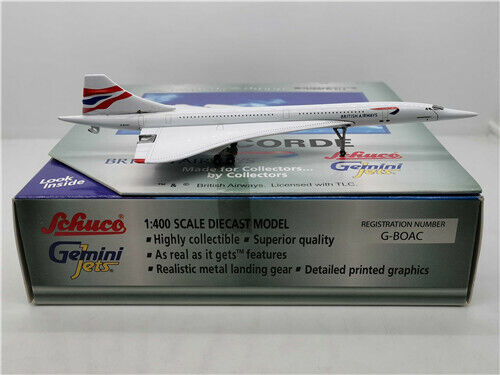 BRITISH AIRWAYS
CORDE
BRI
Schuco
Gemini
Jets
Made for Collectors...
by Collectors
Look
Inside
™ & © British Airways. Licensed with TLC.
Schuco
Gemini
Jets
1:400 SCALE DIECAST MODEL
▪ Highly collectible ▪ Superior quality
▪ As real as it gets™ features
▪ Realistic metal landing gear ▪ Detailed printed graphics
REGISTRATION NUMBER
G-BOAC